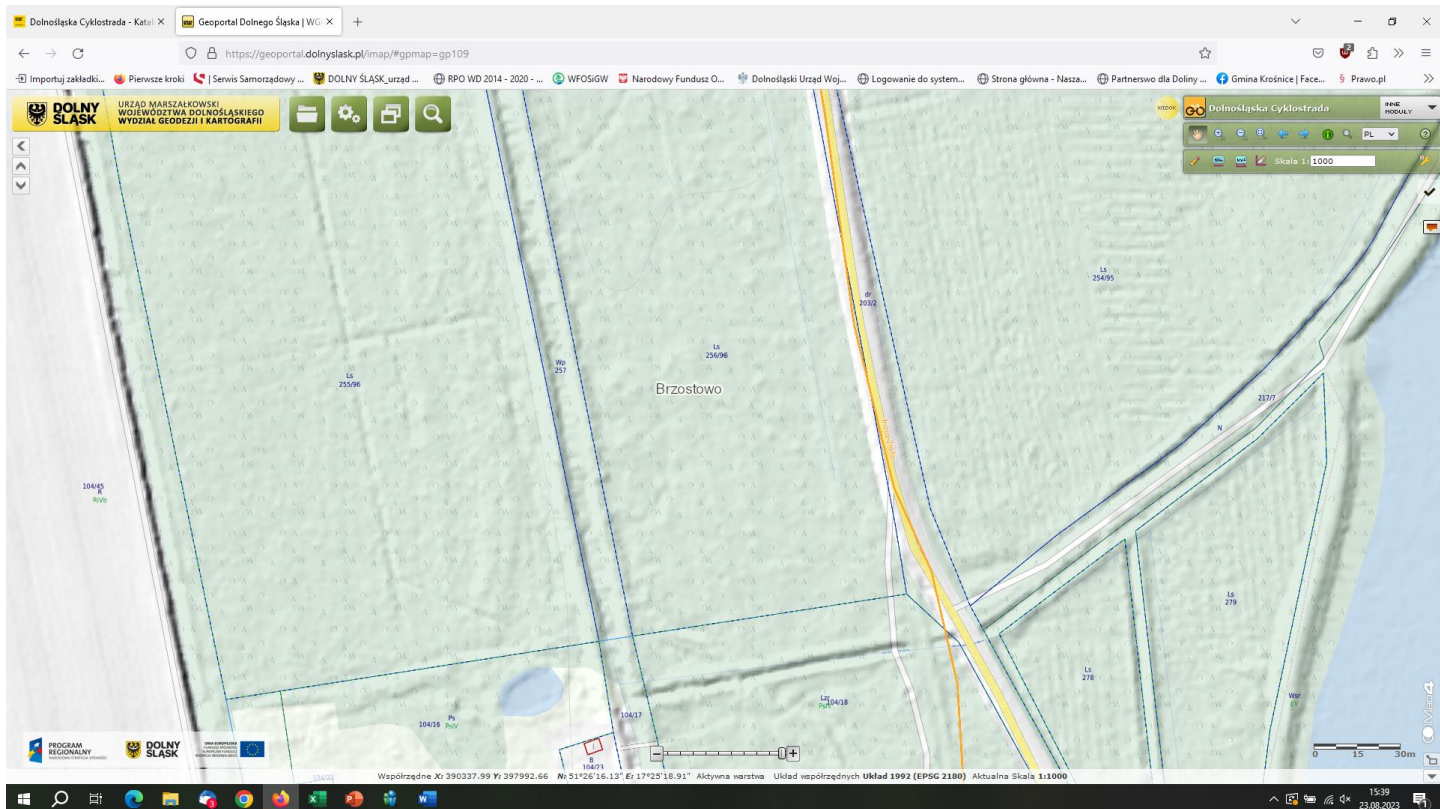 Dolnośląska Cyklostrada - Katal
Geoportal Dolnego Śląska | WG
https://geoportal.dolnyslask.pl/imap/#gpmap=gp109
Importuj zakładki...
Pierwsze kroki
| Serwis Samorządowy ...
DOLNY ŚLĄSK_urząd ...
RPO WD 2014 - 2020 - ...
WFOSiGW
Narodowy Fundusz O...
Dolnośląski Urząd Woj...
Logowanie do system...
Strona główna - Nasza...
Partnerswo dla Doliny ...
Gmina Krośnice | Face...
Prawo.pl
DOLNY
ŚLĄSK
URZĄD MARSZAŁKOWSKI
WOJEWÓDZTWA DOLNOŚLĄSKIEGO
WYDZIAŁ GEODEZJI I KARTOGRAFII
WIDOK
Dolnośląska Cyklostrada
INNE
MODUŁY
PL
Skala 1: 1000
Ls
254/95
dr
203/2
Ls
256/96
Wp
257
Ls
255/96
Brzostowo
217/7
N
104/45
R
RIVb
Ls
279
Ls
278
Wsr
ŁV
Lzr
PsIV
104/18
104/17
Ps
104/16 PsIV
B
104/23
PROGRAM
REGIONALNY
DOLNY
ŚLĄSK
UNIA EUROPEJSKA
0 15 30m
iMap4
Współrzędne X: 390337.99 Y: 397992.66 N: 51°26'16.13" E: 17°25'18.91" Aktywna warstwa Układ współrzędnych Układ 1992 (EPSG 2180) Aktualna Skala 1:1000
15:39
23.08.2023